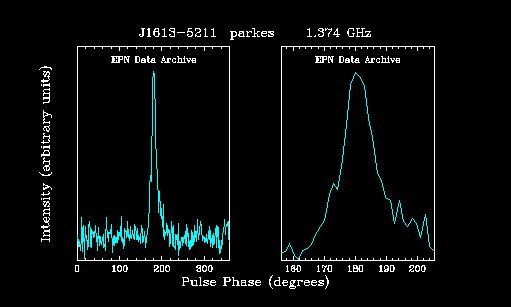 J1613-5211 parkes 1.374 GHz
EPN Data Archive EPN Data Archive
Intensity (arbitrary units)
0 100 200 300 160 170 180 190 200
Pulse Phase (degrees)